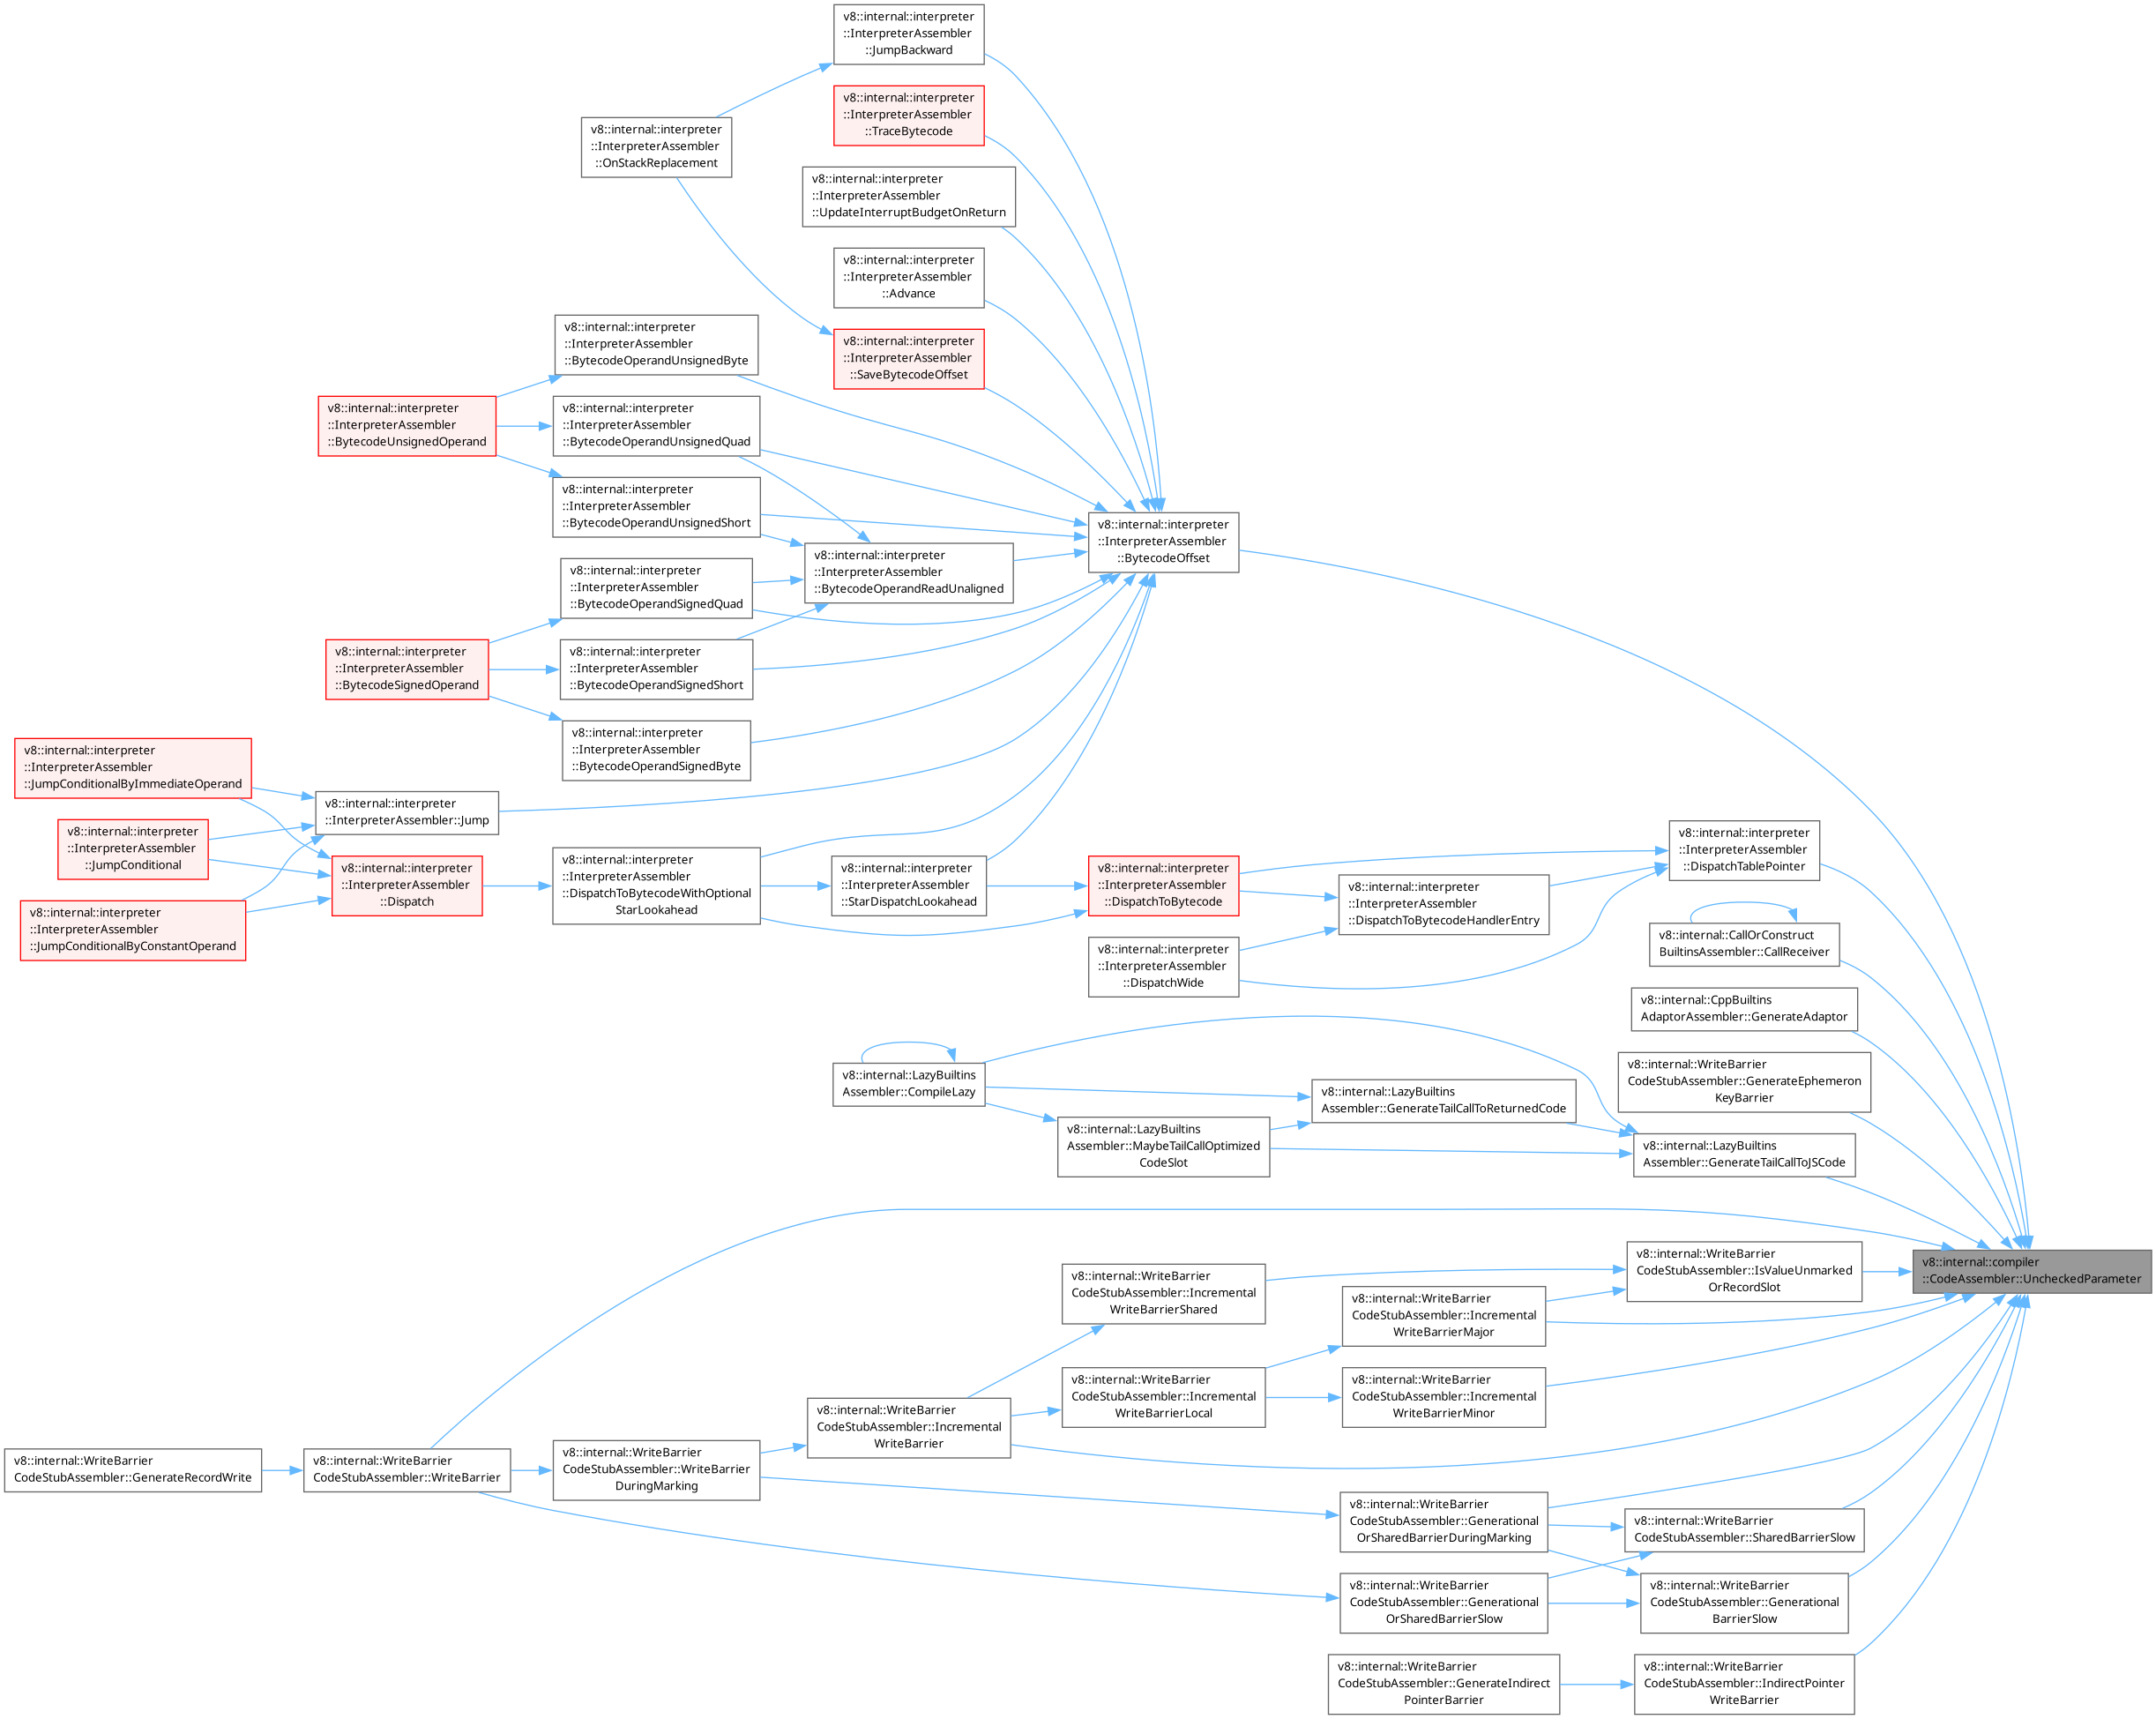 v8::internal::interpreter
::InterpreterAssembler
::JumpBackward
v8::internal::interpreter
::InterpreterAssembler
::TraceBytecode
v8::internal::interpreter
::InterpreterAssembler
::OnStackReplacement
v8::internal::interpreter
::InterpreterAssembler
::UpdateInterruptBudgetOnReturn
v8::internal::interpreter
::InterpreterAssembler
::Advance
v8::internal::interpreter
::InterpreterAssembler
::BytecodeOperandUnsignedByte
v8::internal::interpreter
::InterpreterAssembler
::SaveBytecodeOffset
v8::internal::interpreter
::InterpreterAssembler
::BytecodeUnsignedOperand
v8::internal::interpreter
::InterpreterAssembler
::BytecodeOperandUnsignedQuad
v8::internal::interpreter
::InterpreterAssembler
::BytecodeOperandUnsignedShort
v8::internal::interpreter
::InterpreterAssembler
::BytecodeOffset
v8::internal::interpreter
::InterpreterAssembler
::BytecodeOperandReadUnaligned
v8::internal::interpreter
::InterpreterAssembler
::BytecodeOperandSignedQuad
v8::internal::interpreter
::InterpreterAssembler
::BytecodeSignedOperand
v8::internal::interpreter
::InterpreterAssembler
::BytecodeOperandSignedShort
v8::internal::interpreter
::InterpreterAssembler
::BytecodeOperandSignedByte
v8::internal::interpreter
::InterpreterAssembler
::JumpConditionalByImmediateOperand
v8::internal::interpreter
::InterpreterAssembler::Jump
v8::internal::interpreter
::InterpreterAssembler
::JumpConditional
v8::internal::interpreter
::InterpreterAssembler
::DispatchTablePointer
v8::internal::interpreter
::InterpreterAssembler
::Dispatch
v8::internal::interpreter
::InterpreterAssembler
::DispatchToBytecodeWithOptional
StarLookahead
v8::internal::interpreter
::InterpreterAssembler
::StarDispatchLookahead
v8::internal::interpreter
::InterpreterAssembler
::DispatchToBytecode
v8::internal::interpreter
::InterpreterAssembler
::DispatchToBytecodeHandlerEntry
v8::internal::interpreter
::InterpreterAssembler
::JumpConditionalByConstantOperand
v8::internal::CallOrConstruct
BuiltinsAssembler::CallReceiver
v8::internal::interpreter
::InterpreterAssembler
::DispatchWide
v8::internal::CppBuiltins
AdaptorAssembler::GenerateAdaptor
v8::internal::LazyBuiltins
Assembler::CompileLazy
v8::internal::WriteBarrier
CodeStubAssembler::GenerateEphemeron
KeyBarrier
v8::internal::LazyBuiltins
Assembler::GenerateTailCallToReturnedCode
v8::internal::LazyBuiltins
Assembler::MaybeTailCallOptimized
CodeSlot
v8::internal::LazyBuiltins
Assembler::GenerateTailCallToJSCode
v8::internal::compiler
::CodeAssembler::UncheckedParameter
v8::internal::WriteBarrier
CodeStubAssembler::IsValueUnmarked
OrRecordSlot
v8::internal::WriteBarrier
CodeStubAssembler::Incremental
WriteBarrierShared
v8::internal::WriteBarrier
CodeStubAssembler::Incremental
WriteBarrierMajor
v8::internal::WriteBarrier
CodeStubAssembler::Incremental
WriteBarrierLocal
v8::internal::WriteBarrier
CodeStubAssembler::Incremental
WriteBarrierMinor
v8::internal::WriteBarrier
CodeStubAssembler::Incremental
WriteBarrier
v8::internal::WriteBarrier
CodeStubAssembler::GenerateRecordWrite
v8::internal::WriteBarrier
CodeStubAssembler::WriteBarrier
v8::internal::WriteBarrier
CodeStubAssembler::WriteBarrier
DuringMarking
v8::internal::WriteBarrier
CodeStubAssembler::Generational
OrSharedBarrierDuringMarking
v8::internal::WriteBarrier
CodeStubAssembler::SharedBarrierSlow
v8::internal::WriteBarrier
CodeStubAssembler::Generational
OrSharedBarrierSlow
v8::internal::WriteBarrier
CodeStubAssembler::Generational
BarrierSlow
v8::internal::WriteBarrier
CodeStubAssembler::GenerateIndirect
PointerBarrier
v8::internal::WriteBarrier
CodeStubAssembler::IndirectPointer
WriteBarrier